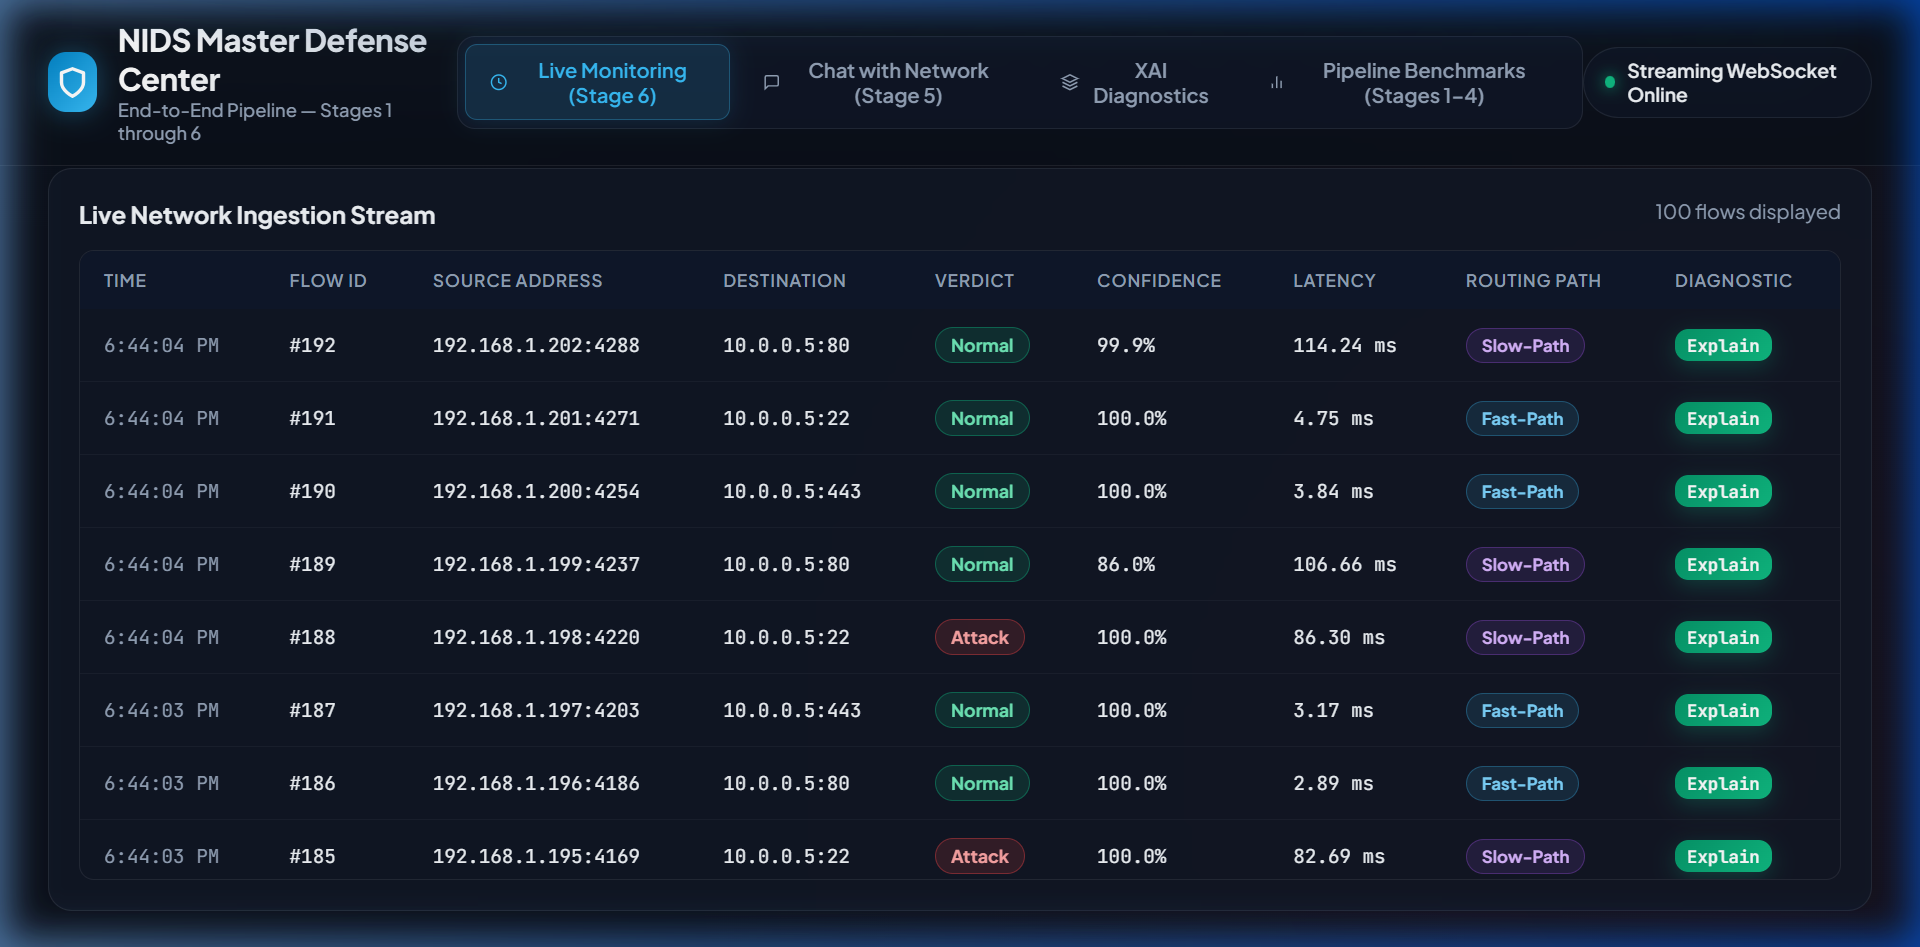 NIDS Master Defense
Center
End-to-End Pipeline — Stages 1
through 6
Live Monitoring
(Stage 6)
Chat with Network
(Stage 5)
XAI
Diagnostics
Pipeline Benchmarks
(Stages 1–4)
Streaming WebSocket
Online
Live Network Ingestion Stream
100 flows displayed
TIME FLOW ID SOURCE ADDRESS DESTINATION VERDICT CONFIDENCE LATENCY ROUTING PATH DIAGNOSTIC
6:44:04 PM #192 192.168.1.202:4288 10.0.0.5:80 Normal 99.9% 114.24 ms Slow-Path Explain
6:44:04 PM #191 192.168.1.201:4271 10.0.0.5:22 Normal 100.0% 4.75 ms Fast-Path Explain
6:44:04 PM #190 192.168.1.200:4254 10.0.0.5:443 Normal 100.0% 3.84 ms Fast-Path Explain
6:44:04 PM #189 192.168.1.199:4237 10.0.0.5:80 Normal 86.0% 106.66 ms Slow-Path Explain
6:44:04 PM #188 192.168.1.198:4220 10.0.0.5:22 Attack 100.0% 86.30 ms Slow-Path Explain
6:44:03 PM #187 192.168.1.197:4203 10.0.0.5:443 Normal 100.0% 3.17 ms Fast-Path Explain
6:44:03 PM #186 192.168.1.196:4186 10.0.0.5:80 Normal 100.0% 2.89 ms Fast-Path Explain
6:44:03 PM #185 192.168.1.195:4169 10.0.0.5:22 Attack 100.0% 82.69 ms Slow-Path Explain